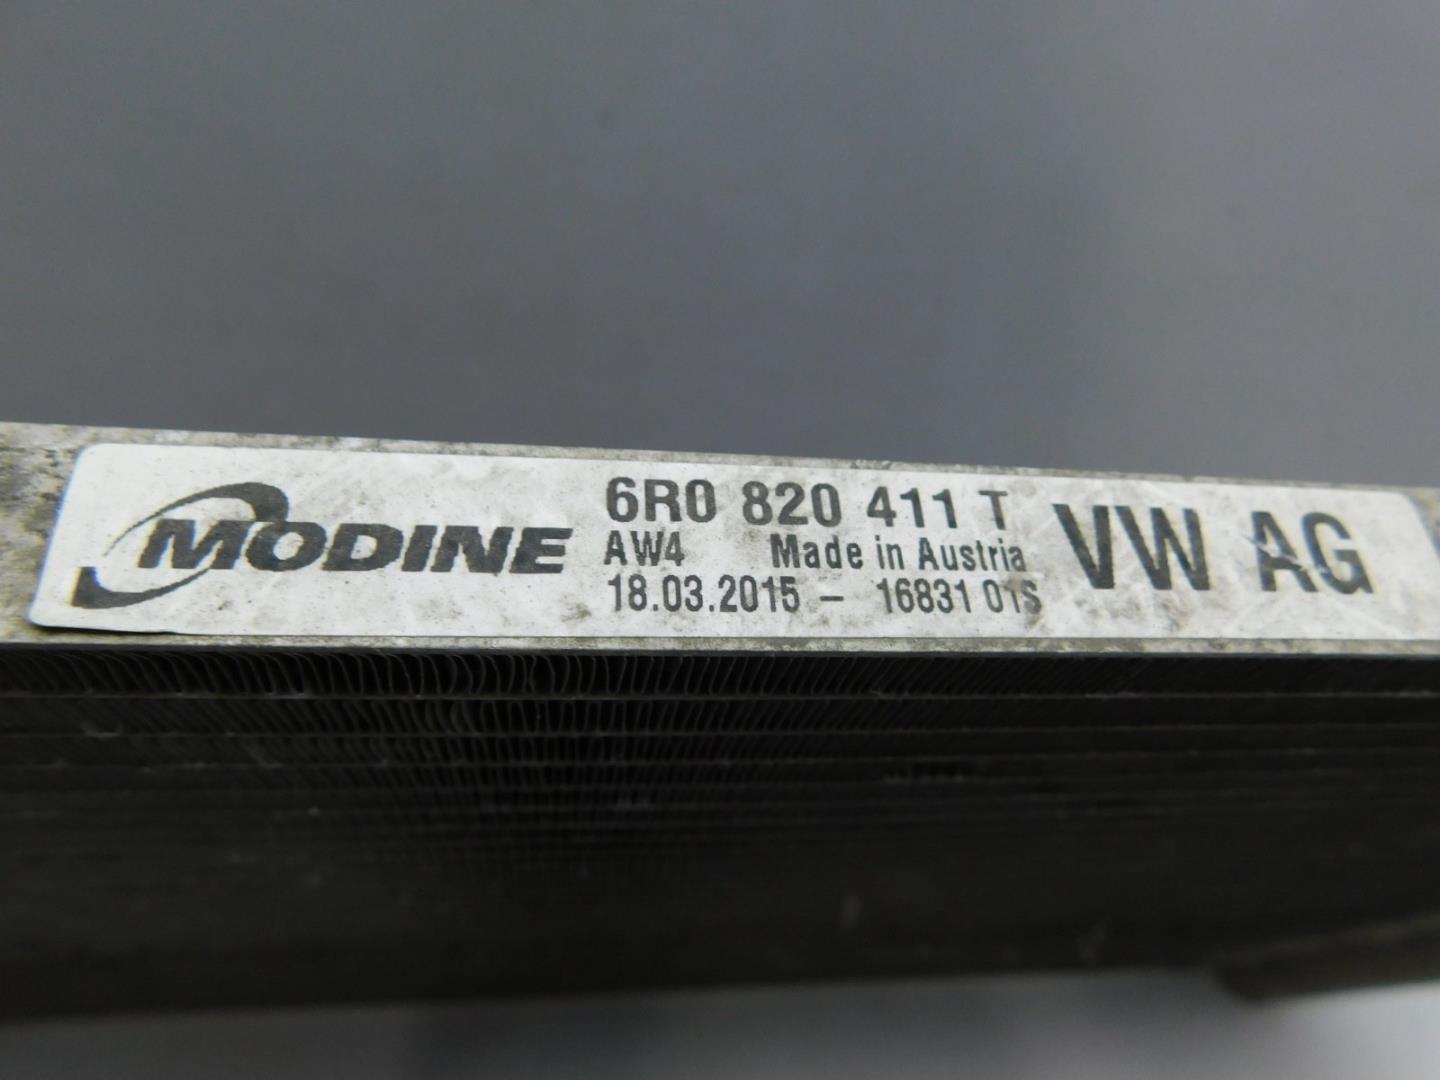 MODINE
6R0 820 411 T
AW4 Made in Austria
18.03.2015 - 16831 01S
VW AG